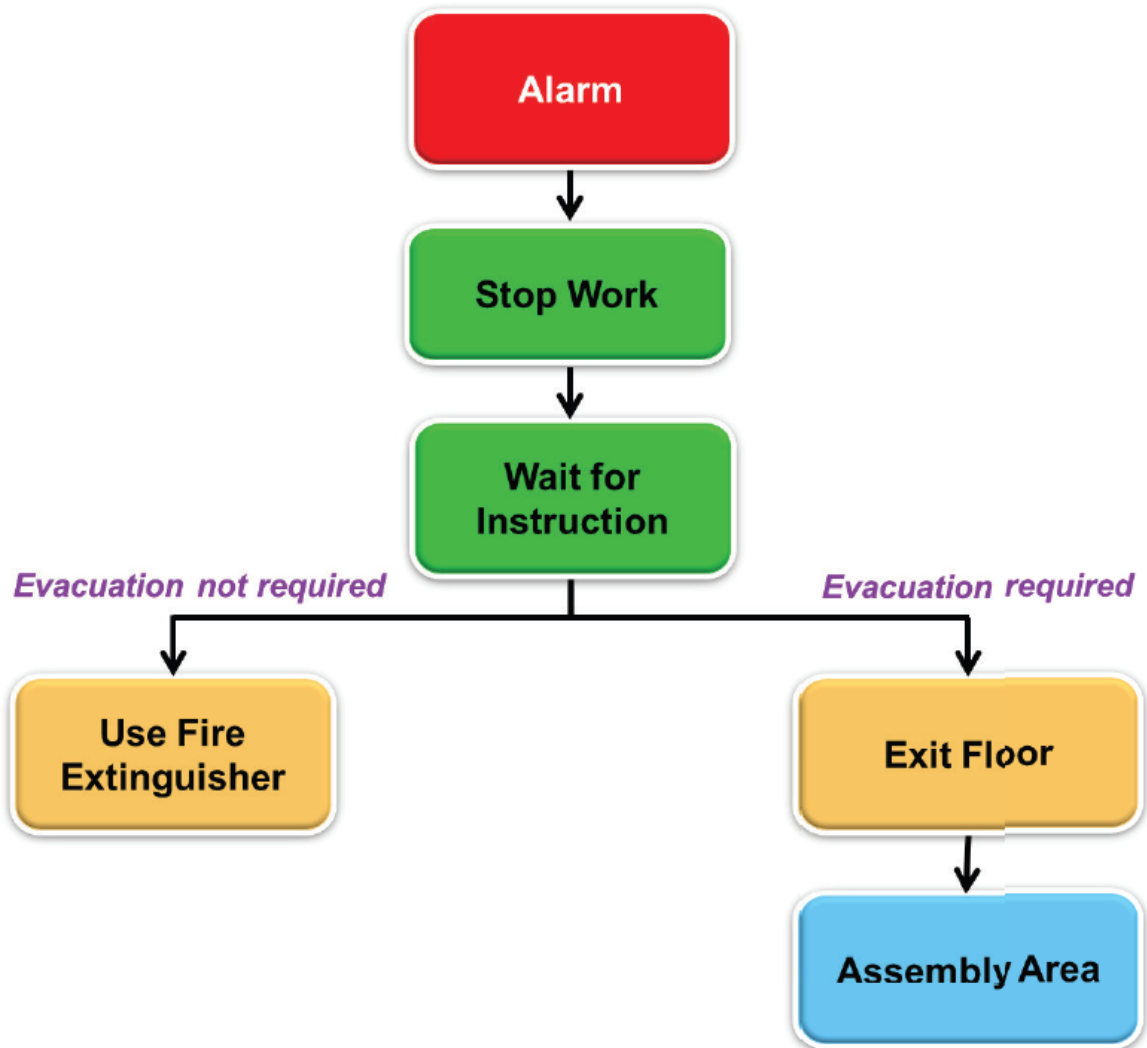 Alarm
Stop Work
Wait for
Instruction
Evacuation not required
Evacuation required
Use Fire
Extinguisher
Exit Floor
Assembly Area